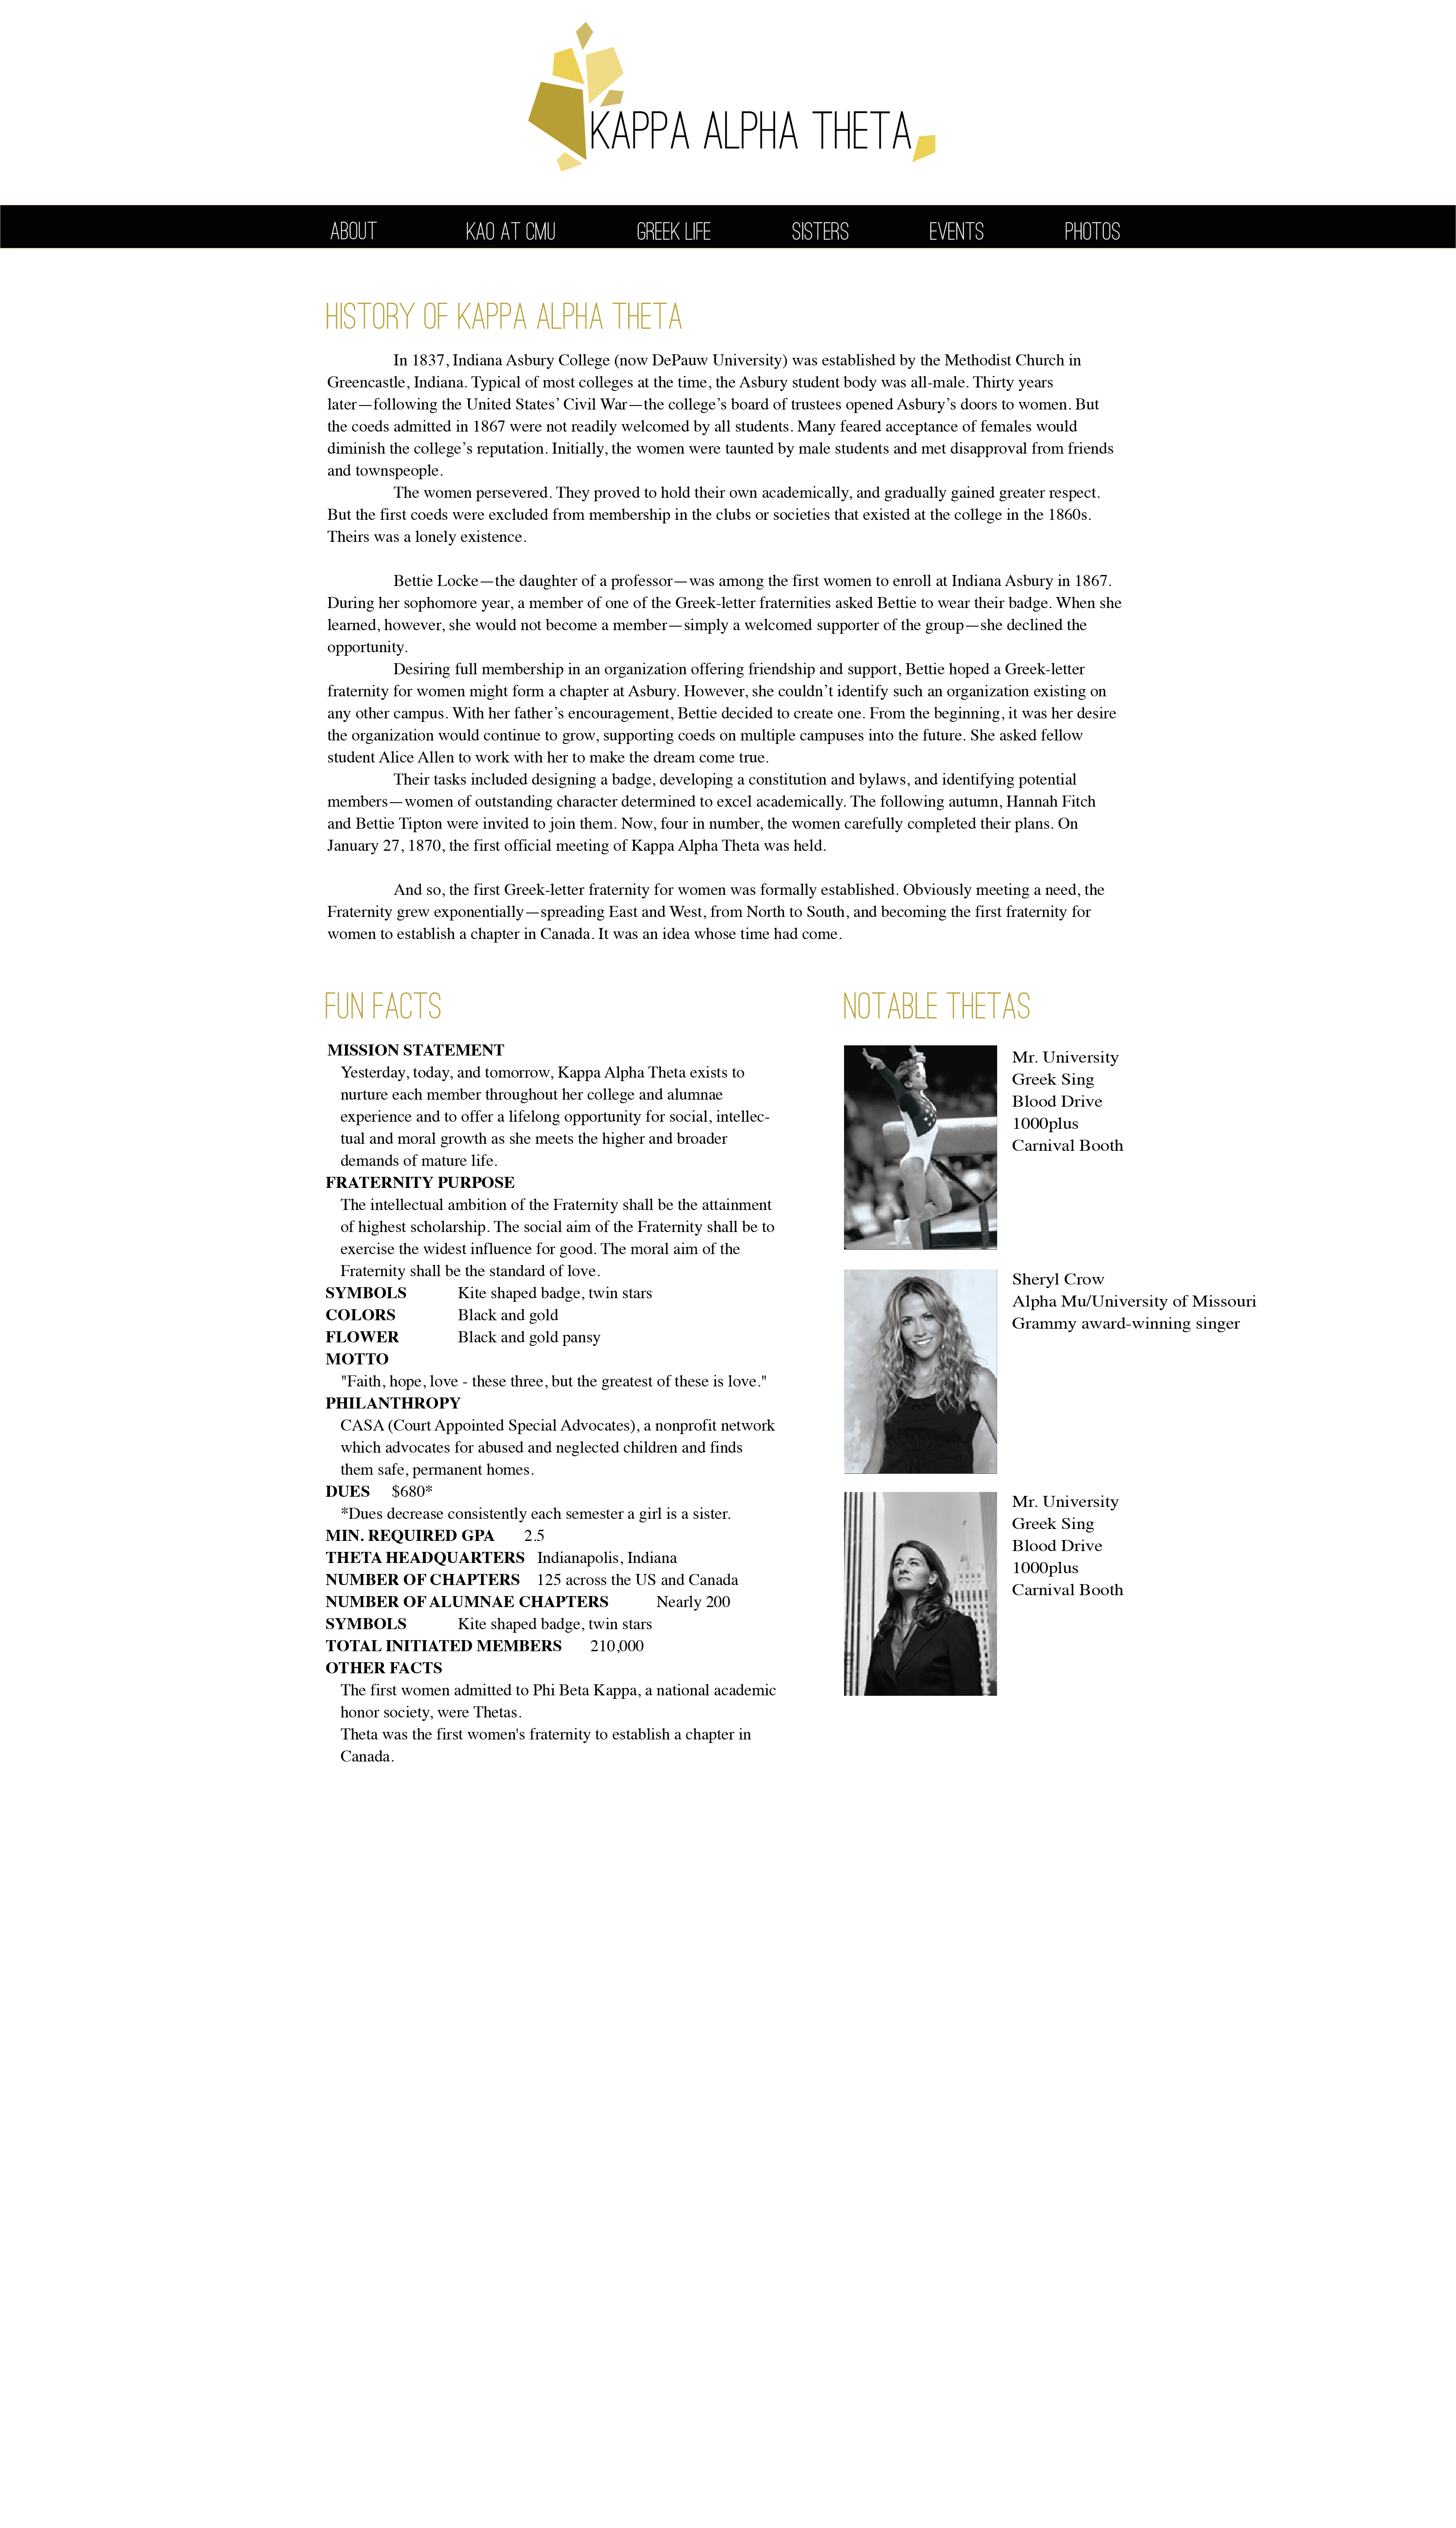 KAPPA ALPHA THETA
ABOUT
KAO AT CMU
GREEK LIFE
SISTERS
EVENTS
PHOTOS
HISTORY OF KAPPA ALPHA THETA
In 1837, Indiana Asbury College (now DePauw University) was established by the Methodist Church in
Greencastle, Indiana. Typical of most colleges at the time, the Asbury student body was all-male. Thirty years
later—following the United States’ Civil War—the college’s board of trustees opened Asbury’s doors to women. But
the coeds admitted in 1867 were not readily welcomed by all students. Many feared acceptance of females would
diminish the college’s reputation. Initially, the women were taunted by male students and met disapproval from friends
and townspeople.
The women persevered. They proved to hold their own academically, and gradually gained greater respect.
But the first coeds were excluded from membership in the clubs or societies that existed at the college in the 1860s.
Theirs was a lonely existence.
Bettie Locke—the daughter of a professor—was among the first women to enroll at Indiana Asbury in 1867.
During her sophomore year, a member of one of the Greek-letter fraternities asked Bettie to wear their badge. When she
learned, however, she would not become a member—simply a welcomed supporter of the group—she declined the
opportunity.
Desiring full membership in an organization offering friendship and support, Bettie hoped a Greek-letter
fraternity for women might form a chapter at Asbury. However, she couldn’t identify such an organization existing on
any other campus. With her father’s encouragement, Bettie decided to create one. From the beginning, it was her desire
the organization would continue to grow, supporting coeds on multiple campuses into the future. She asked fellow
student Alice Allen to work with her to make the dream come true.
Their tasks included designing a badge, developing a constitution and bylaws, and identifying potential
members—women of outstanding character determined to excel academically. The following autumn, Hannah Fitch
and Bettie Tipton were invited to join them. Now, four in number, the women carefully completed their plans. On
January 27, 1870, the first official meeting of Kappa Alpha Theta was held.
And so, the first Greek-letter fraternity for women was formally established. Obviously meeting a need, the
Fraternity grew exponentially—spreading East and West, from North to South, and becoming the first fraternity for
women to establish a chapter in Canada. It was an idea whose time had come.
FUN FACTS
MISSION STATEMENT
Yesterday, today, and tomorrow, Kappa Alpha Theta exists to
nurture each member throughout her college and alumnae
experience and to offer a lifelong opportunity for social, intellec-
tual and moral growth as she meets the higher and broader
demands of mature life.
FRATERNITY PURPOSE
The intellectual ambition of the Fraternity shall be the attainment
of highest scholarship. The social aim of the Fraternity shall be to
exercise the widest influence for good. The moral aim of the
Fraternity shall be the standard of love.
SYMBOLS Kite shaped badge, twin stars
COLORS Black and gold
FLOWER Black and gold pansy
MOTTO
"Faith, hope, love - these three, but the greatest of these is love."
PHILANTHROPY
CASA (Court Appointed Special Advocates), a nonprofit network
which advocates for abused and neglected children and finds
them safe, permanent homes.
DUES $680*
*Dues decrease consistently each semester a girl is a sister.
MIN. REQUIRED GPA 2.5
THETA HEADQUARTERS Indianapolis, Indiana
NUMBER OF CHAPTERS 125 across the US and Canada
NUMBER OF ALUMNAE CHAPTERS Nearly 200
SYMBOLS Kite shaped badge, twin stars
TOTAL INITIATED MEMBERS 210,000
OTHER FACTS
The first women admitted to Phi Beta Kappa, a national academic
honor society, were Thetas.
Theta was the first women's fraternity to establish a chapter in
Canada.
NOTABLE THETAS
Mr. University
Greek Sing
Blood Drive
1000plus
Carnival Booth
Sheryl Crow
Alpha Mu/University of Missouri
Grammy award-winning singer
Mr. University
Greek Sing
Blood Drive
1000plus
Carnival Booth